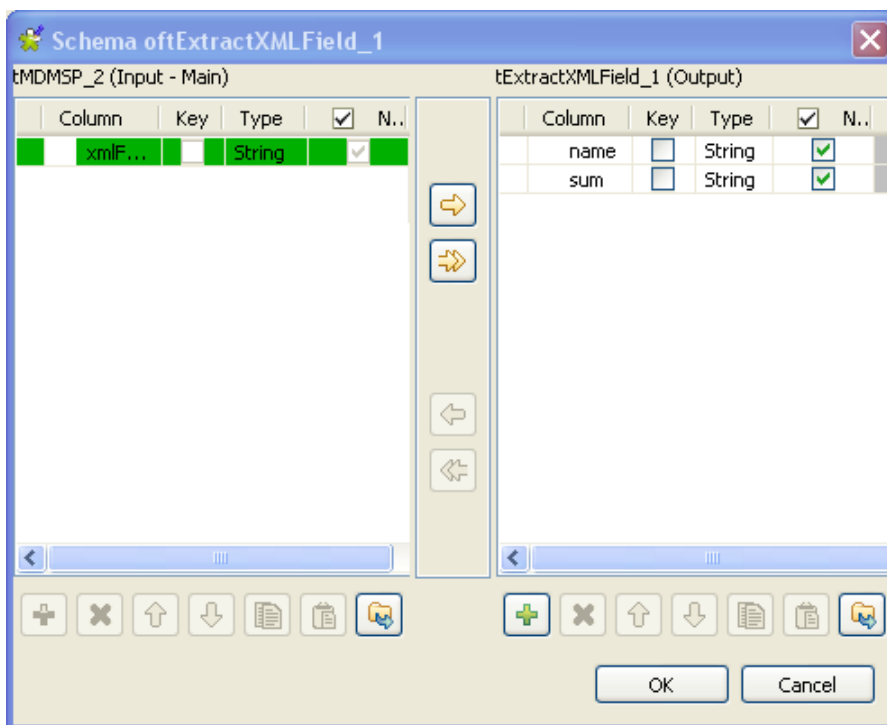 Schema oftExtractXMLField_1
tMDMSP_2 (Input - Main)
Column Key Type N..
xmlF... String
tExtractXMLField_1 (Output)
Column Key Type N..
name String
sum String
OK Cancel